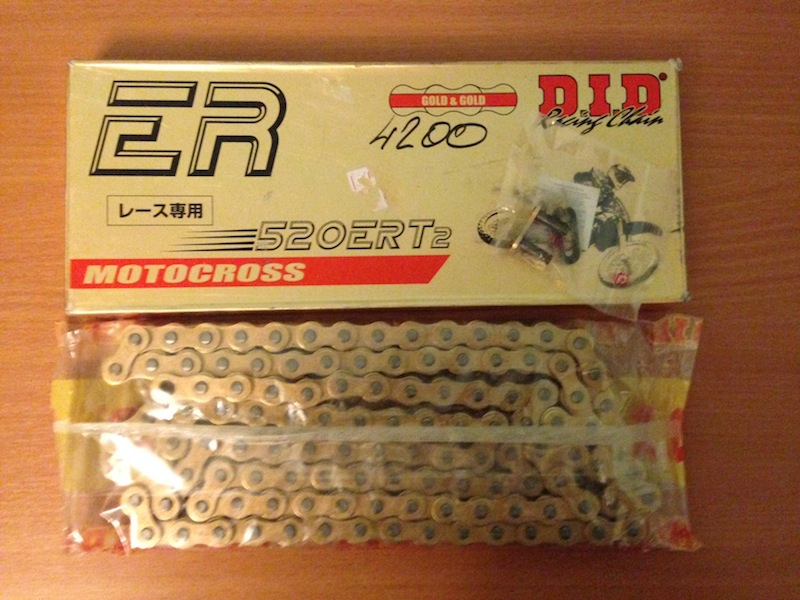 ER
GOLD & GOLD
D.I.D
Racing Chain
4200
レース専用
520ERT2
MOTOCROSS